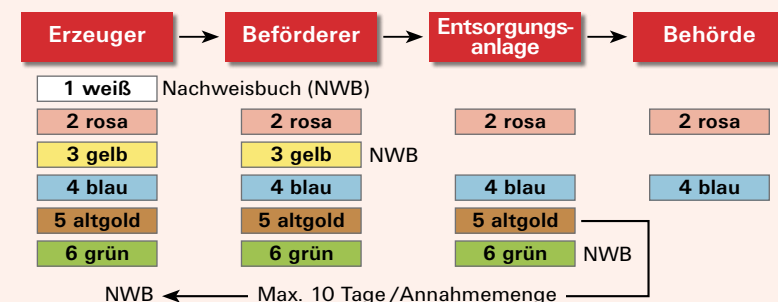 Erzeuger Beförderer Entsorgungs-
anlage Behörde
1 weiß Nachweisbuch (NWB)
2 rosa 2 rosa 2 rosa 2 rosa
3 gelb 3 gelb NWB
4 blau 4 blau 4 blau 4 blau
5 altgold 5 altgold 5 altgold
6 grün 6 grün 6 grün NWB
NWB Max. 10 Tage/Annahmemenge